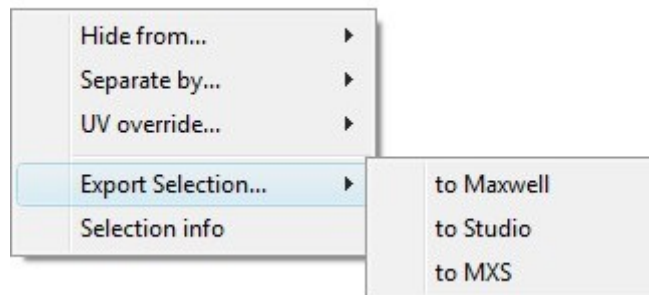 Hide from...
Separate by...
UV override...
Export Selection...
Selection info
to Maxwell
to Studio
to MXS